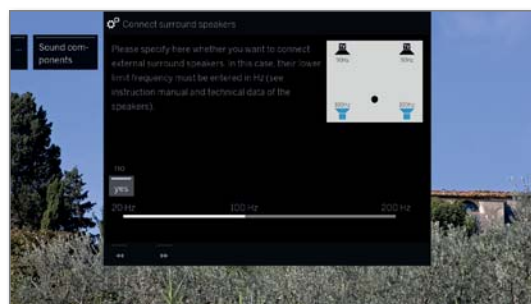 Connect surround speakers
Sound com-
ponents
Please specify here whether you want to connect
external surround speakers. In this case, their lower
limit frequency must be entered in Hz (see
instruction manual and technical data of the
speakers).
no
yes
20 Hz 100 Hz 200 Hz